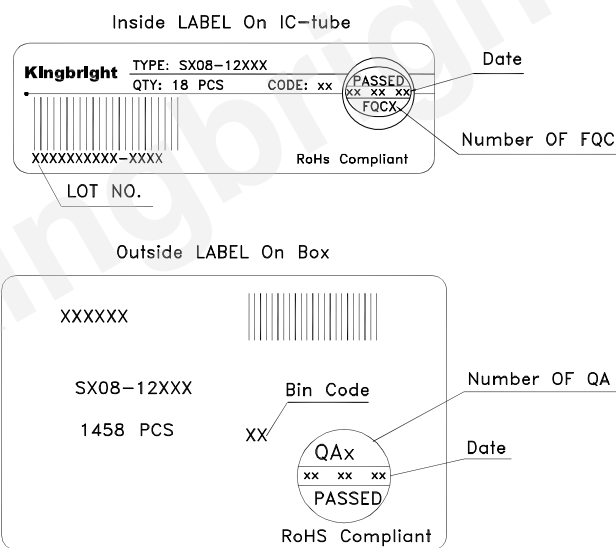 Inside LABEL On IC-tube
Kingbright
TYPE: SX08-12XXX
QTY: 18 PCS CODE: xx
PASSED
xx xx xx
FQCX
Date
Number OF FQC
XXXXXXXXXX-XXXX
RoHs Compliant
LOT NO.
Outside LABEL On Box
XXXXXX
SX08-12XXX
Bin Code
Number OF QA
1458 PCS
XX
QAx
xx xx xx
Date
PASSED
RoHS Compliant